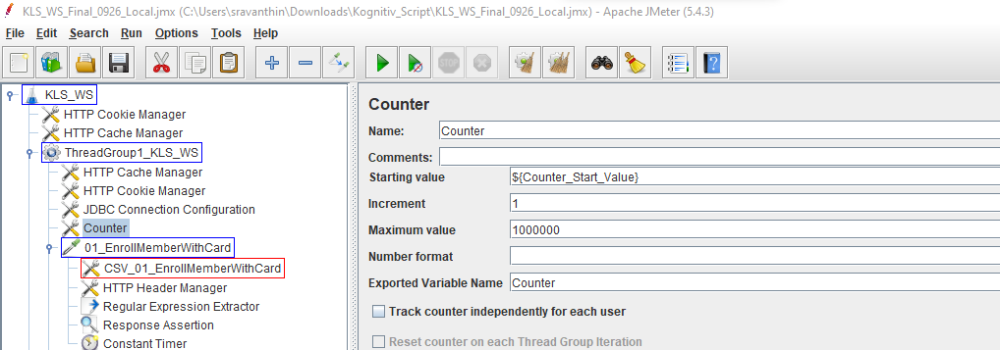 KLS_WS_Final_0926_Local.jmx (C:\Users\sravanthin\Downloads\Kognitiv_Script\KLS_WS_Final_0926_Local.jmx) - Apache JMeter (5.4.3)
File Edit Search Run Options Tools Help
KLS_WS
HTTP Cookie Manager
HTTP Cache Manager
ThreadGroup1_KLS_WS
HTTP Cache Manager
HTTP Cookie Manager
JDBC Connection Configuration
Counter
01_EnrollMemberWithCard
CSV_01_EnrollMemberWithCard
HTTP Header Manager
Regular Expression Extractor
Response Assertion
Constant Timer
Counter
Name: Counter
Comments:
Starting value ${Counter_Start_Value}
Increment 1
Maximum value 1000000
Number format
Exported Variable Name Counter
Track counter independently for each user
Reset counter on each Thread Group Iteration